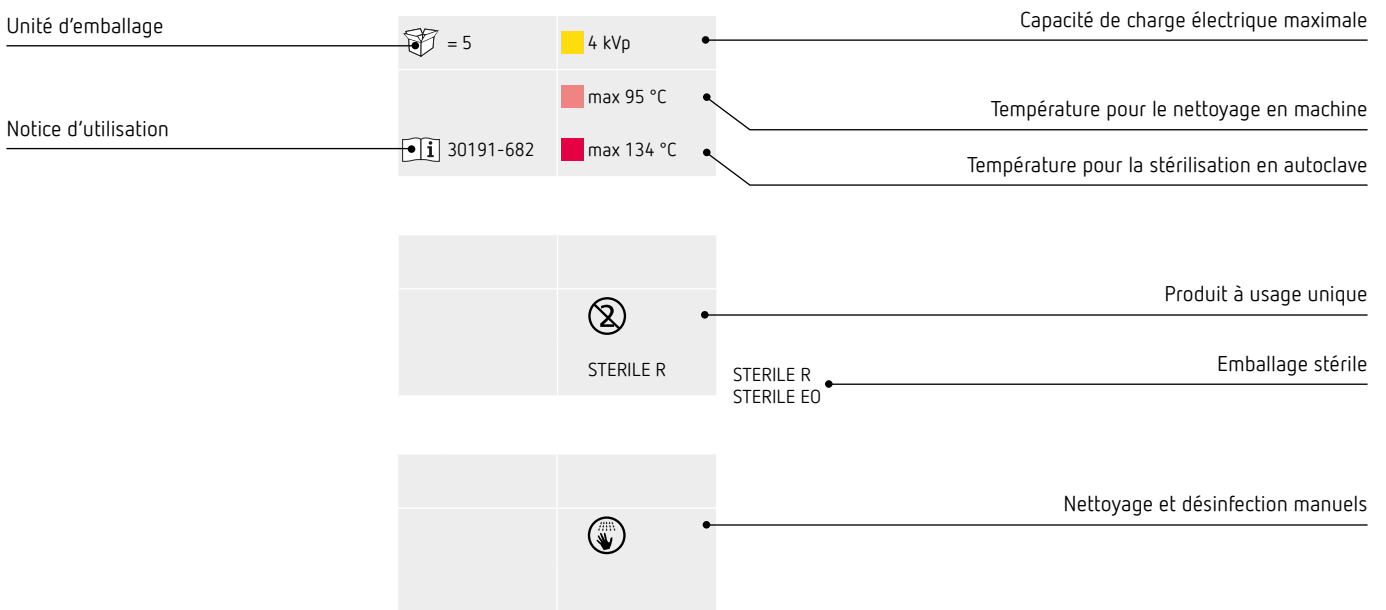 Unité d’emballage
= 5
4 kVp
Capacité de charge électrique maximale
max 95 °C
Température pour le nettoyage en machine
Notice d’utilisation
i 30191-682
max 134 °C
Température pour la stérilisation en autoclave
2
Produit à usage unique
STERILE R
STERILE R
STERILE EO
Emballage stérile
Nettoyage et désinfection manuels